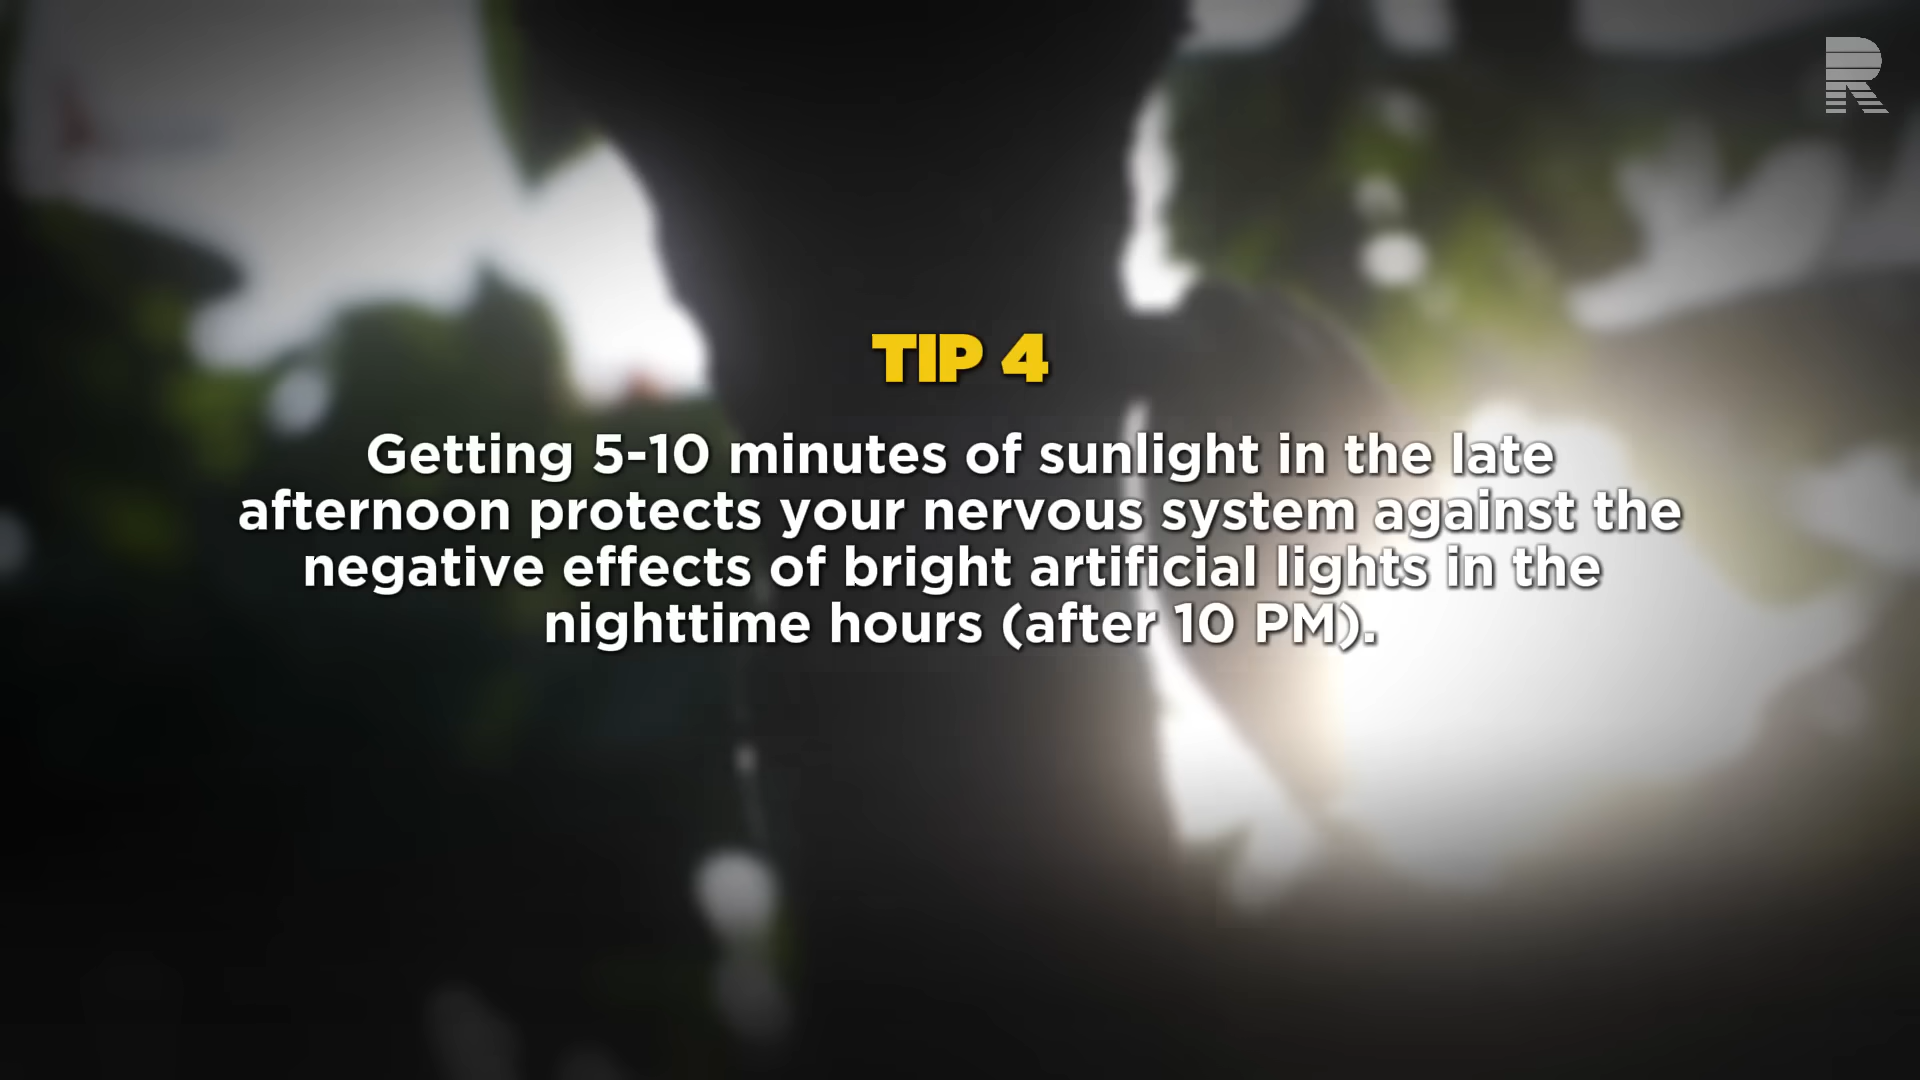 R
TIP 4
Getting 5-10 minutes of sunlight in the late
afternoon protects your nervous system against the
negative effects of bright artificial lights in the
nighttime hours (after 10 PM).